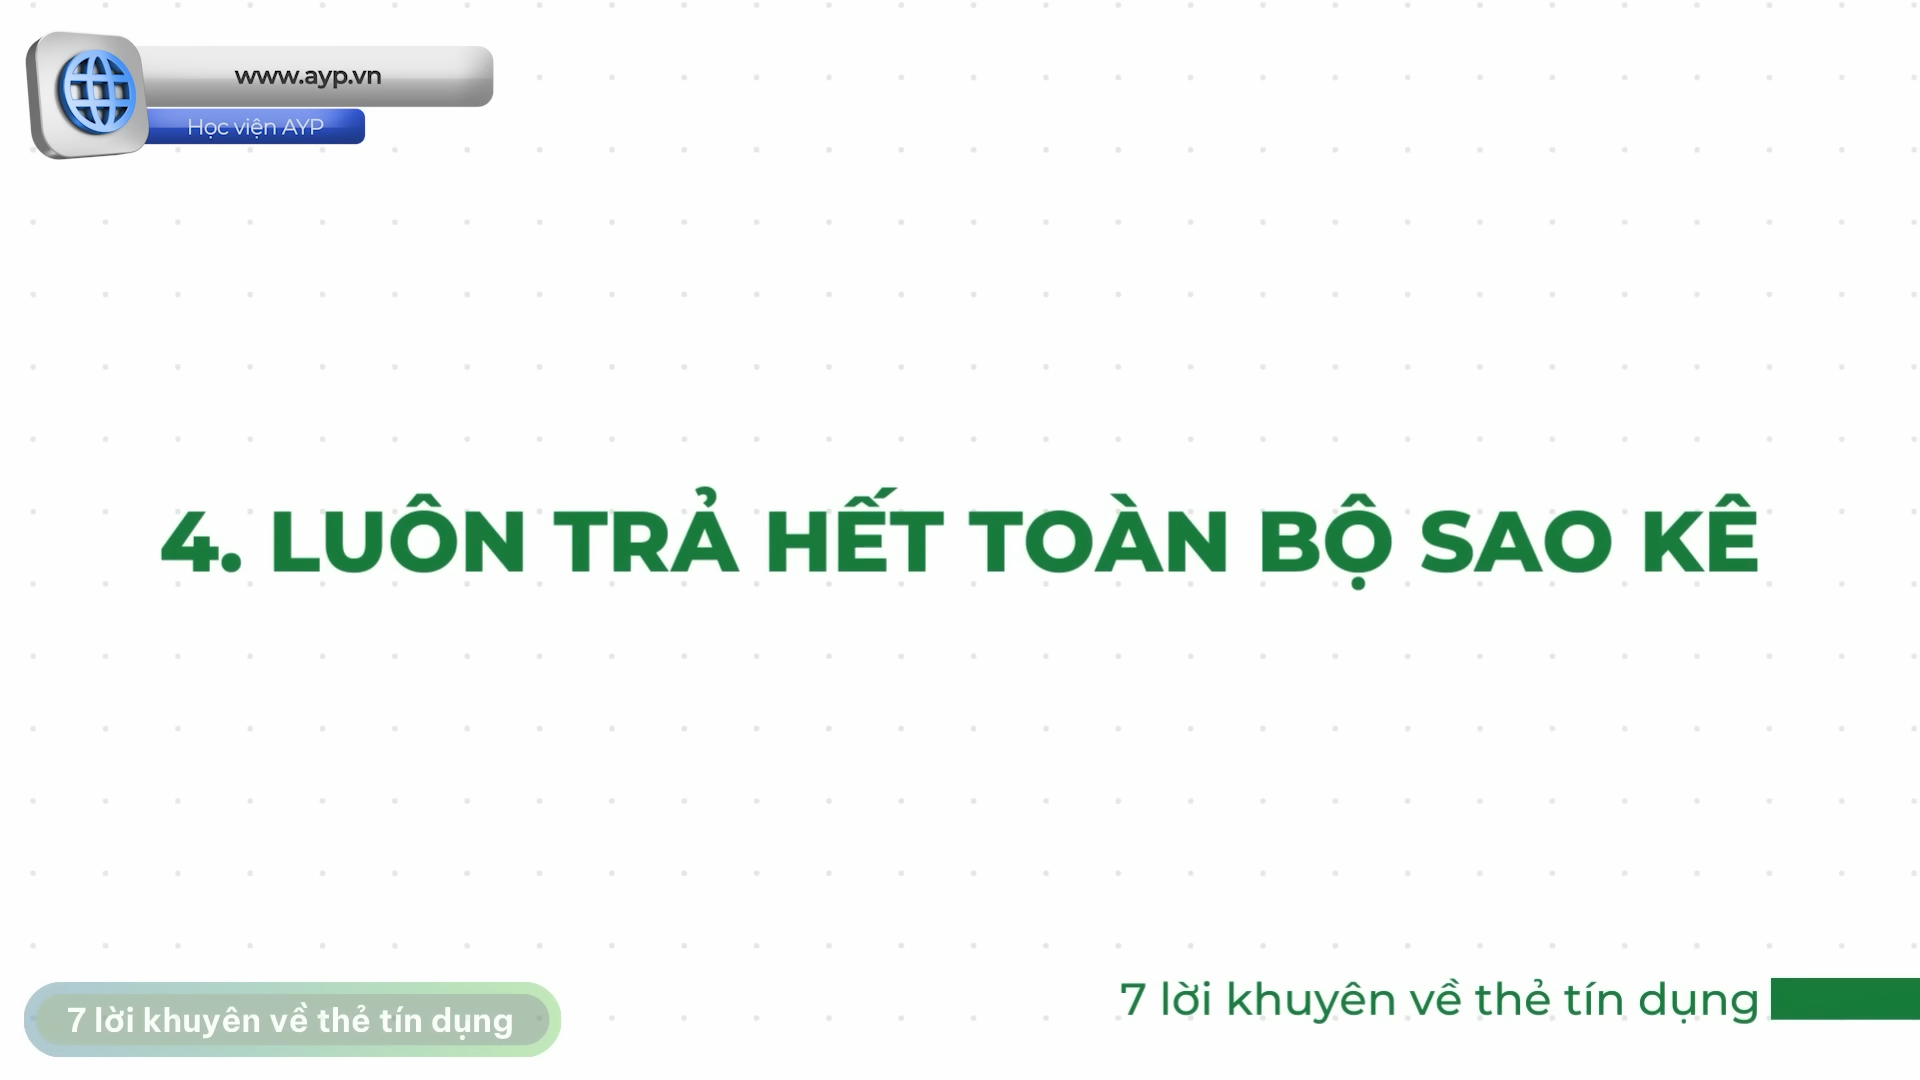 www.ayp.vn
Học viện AYP
4. LUÔN TRẢ HẾT TOÀN BỘ SAO KÊ
7 lời khuyên về thẻ tín dụng
7 lời khuyên về thẻ tín dụng